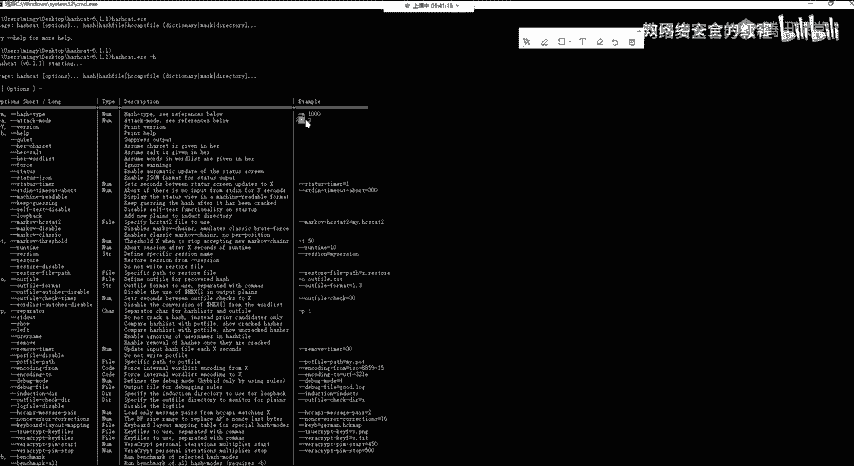 C:\Windows\system32\cmd.exe
上课中 00:41:16
教网络安全的教程 bilibili
hashcat-6.1.1>hashcat.exe
[options]... hash|hashfile|hccapxfile [dictionary|mask|directory]...
--help for more help.
\Desktop\hashcat-6.1.1>
\Desktop\hashcat-6.1.1>hashcat.exe -h
starting...
[options]... hash|hashfile|hccapxfile [dictionary|mask|directory]...
[ Options ] -
Options Short / Long | Type | Description | Example
--hash-type | Num | Hash-type, see references below | 1000
--attack-mode | Num | Attack-mode, see references below
--version | Print version
--help | Print help
--quiet | Suppress output
--hex-charset | Assume charset is given in hex
--hex-salt | Assume salt is given in hex
--hex-wordlist | Assume words in wordlist are given in hex
--force | Ignore warnings
--status | Enable automatic update of the status screen
--status-json | Enable JSON format for status output
--status-timer | Num | Sets seconds between status screen updates to X | --status-timer=1
--stdin-timeout-abort | Num | Abort if there is no input from stdin for X seconds | --stdin-timeout-abort=300
--machine-readable | Display the status view in a machine-readable format
--keep-guessing | Keep guessing the hash after it has been cracked
--self-test-disable | Disable self-test functionality on startup
--loopback | Add new plains to induct directory
--markov-hcstat2 | File | Specify hcstat2 file to use | --markov-hcstat2=my.hcstat2
--markov-disable | Disables markov-chains, emulates classic brute-force
--markov-classic | Enables classic markov-chains, no per-position
--markov-threshold | Num | Threshold X when to stop accepting new markov-chains | -t 50
--runtime | Num | Abort session after X seconds of runtime | --runtime=10
--session | Str | Define specific session name | --session=mysession
--restore | Restore session from --session
--restore-disable | Do not write restore file
--restore-file-path | File | Specific path to restore file | --restore-file-path=x.restore
--outfile | File | Define outfile for recovered hash | -o outfile.txt
--outfile-format | Str | Outfile format to use, separated with commas | --outfile-format=1,3
--outfile-autohex-disable | Disable the use of $HEX[] in output plains
--outfile-check-timer | Num | Sets seconds between outfile checks to X | --outfile-check=30
--wordlist-autohex-disable | Disable the conversion of $HEX[] from the wordlist
--separator | Char | Separator char for hashlists and outfile | -p :
--stdout | Do not crack a hash, instead print candidates only
--show | Compare hashlist with potfile, show cracked hashes
--left | Compare hashlist with potfile, show uncracked hashes
--username | Enable ignoring of usernames in hashfile
--remove | Enable removal of hashes once they are cracked
--remove-timer | Num | Update input hash file each X seconds | --remove-timer=30
--potfile-disable | Do not write potfile
--potfile-path | File | Specific path to potfile | --potfile-path=my.pot
--encoding-from | Code | Force internal wordlist encoding from X | --encoding-from=iso-8859-15
--encoding-to | Code | Force internal wordlist encoding to X | --encoding-to=utf-32le
--debug-mode | Num | Defines the debug mode (hybrid only by using rules) | --debug-mode=4
--debug-file | File | Output file for debugging rules | --debug-file=good.log
--induction-dir | Dir | Specify the induction directory to use for loopback | --induction=inducts
--outfile-check-dir | Dir | Specify the outfile directory to monitor for plains | --outfile-check-dir=x
--logfile-disable | Disable the logfile
--hccapx-message-pair | Num | Load only message pairs from hccapx matching X | --hccapx-message-pair=2
--nonce-error-corrections | Num | The BF size range to replace AP's nonce last bytes | --nonce-error-corrections=16
--keyboard-layout-mapping | File | Keyboard layout mapping table for special hash-modes | --keyb=german.hckmap
--truecrypt-keyfiles | File | Keyfiles to use, separated with commas
--veracrypt-keyfiles | File | Keyfiles to use, separated with commas
--veracrypt-pim-start | Num | VeraCrypt personal iterations multiplier start | --veracrypt-pim-start=450
--veracrypt-pim-stop | Num | VeraCrypt personal iterations multiplier stop | --veracrypt-pim-stop=500
--benchmark | Run benchmark of selected hash-modes
--benchmark-all | Run benchmark of all hash-modes (requires -b)